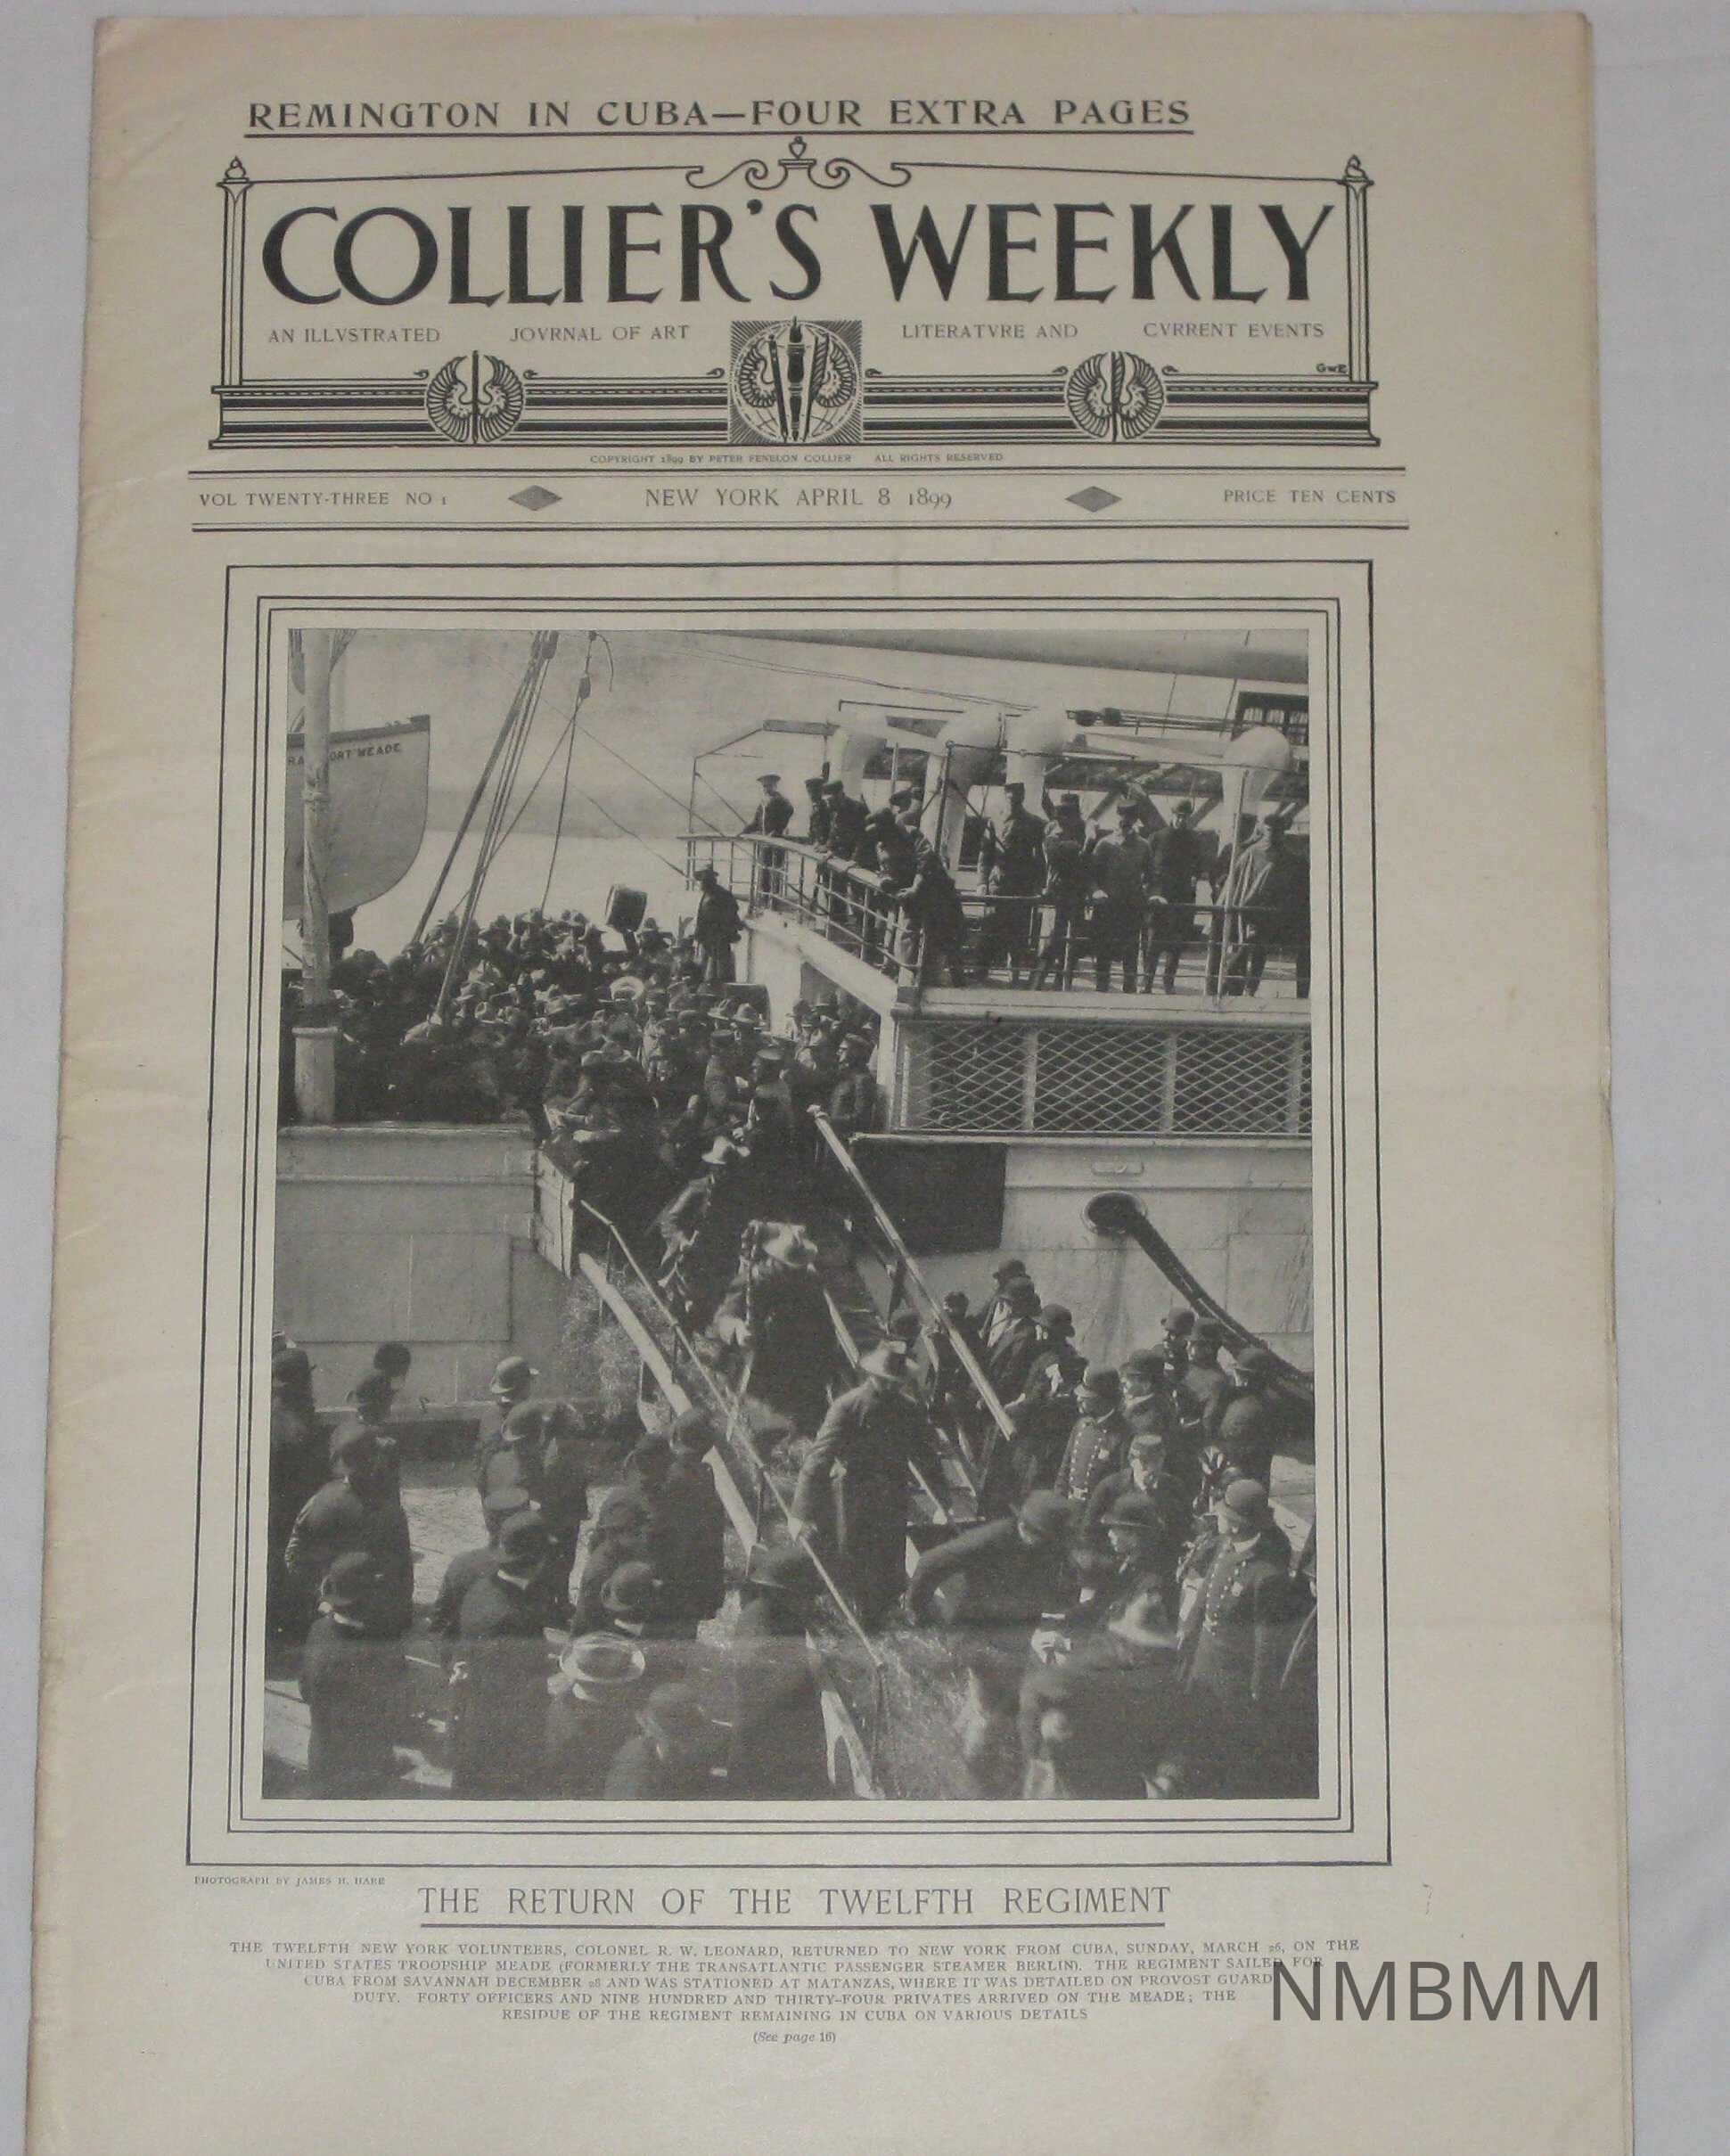 REMINGTON IN CUBA—FOUR EXTRA PAGES
COLLIER'S WEEKLY
AN ILLVSTRATED JOVRNAL OF ART LITERATVRE AND CVRRENT EVENTS
GWE
COPYRIGHT 1899 BY PETER FENELON COLLIER ALL RIGHTS RESERVED
VOL TWENTY-THREE NO 1 NEW YORK APRIL 8 1899 PRICE TEN CENTS
ORT MEADE
PHOTOGRAPH BY JAMES H. HARE
THE RETURN OF THE TWELFTH REGIMENT
THE TWELFTH NEW YORK VOLUNTEERS, COLONEL R. W. LEONARD, RETURNED TO NEW YORK FROM CUBA, SUNDAY, MARCH 26, ON THE
UNITED STATES TROOPSHIP MEADE (FORMERLY THE TRANSATLANTIC PASSENGER STEAMER BERLIN). THE REGIMENT SAILED FOR
CUBA FROM SAVANNAH DECEMBER 28 AND WAS STATIONED AT MATANZAS, WHERE IT WAS DETAILED ON PROVOST GUARD
DUTY. FORTY OFFICERS AND NINE HUNDRED AND THIRTY-FOUR PRIVATES ARRIVED ON THE MEADE; THE
RESIDUE OF THE REGIMENT REMAINING IN CUBA ON VARIOUS DETAILS
(See page 16)
NMBMM